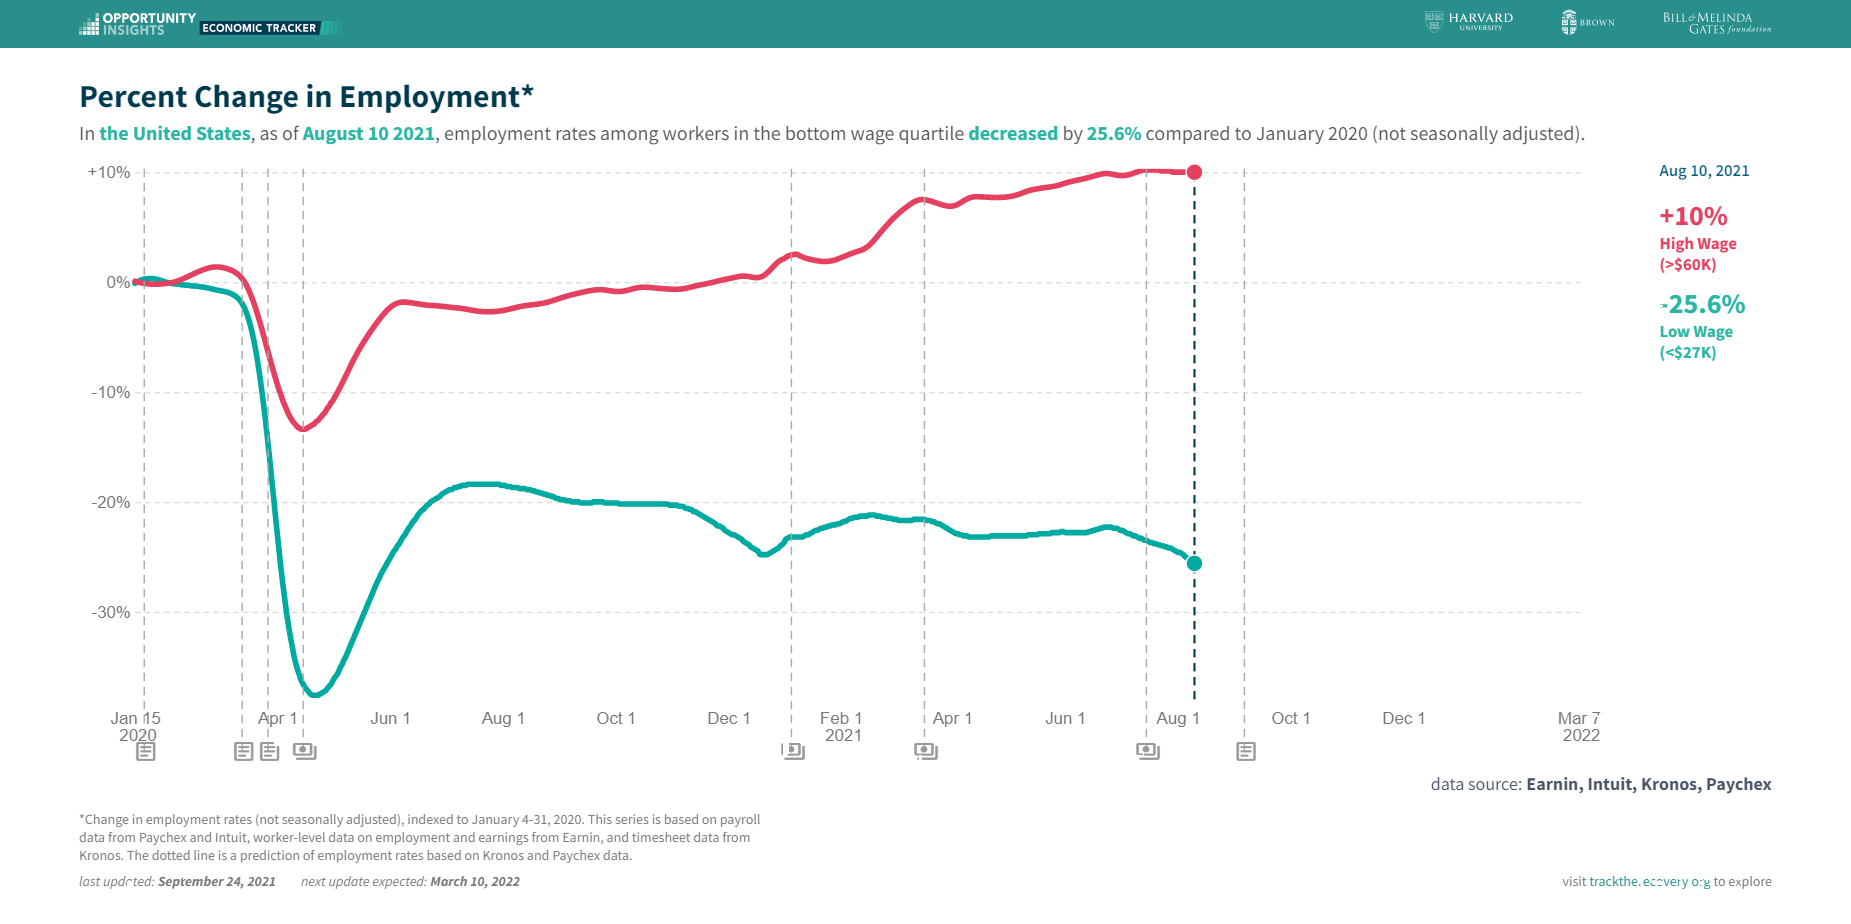 OPPORTUNITY
INSIGHTS
ECONOMIC TRACKER
HARVARD
UNIVERSITY
BROWN
BILL & MELINDA
GATES foundation
Percent Change in Employment*
In the United States, as of August 10 2021, employment rates among workers in the bottom wage quartile decreased by 25.6% compared to January 2020 (not seasonally adjusted).
+10%
0%
-10%
-20%
-30%
Aug 10, 2021
+10%
High Wage
(>$60K)
-25.6%
Low Wage
(<$27K)
Jan 15 Apr 1 Jun 1 Aug 1 Oct 1 Dec 1 Feb 1 Apr 1 Jun 1 Aug 1 Oct 1 Dec 1 Mar 7
2020 2021 2022
data source: Earnin, Intuit, Kronos, Paychex
*Change in employment rates (not seasonally adjusted), indexed to January 4-31, 2020. This series is based on payroll
data from Paychex and Intuit, worker-level data on employment and earnings from Earnin, and timesheet data from
Kronos. The dotted line is a prediction of employment rates based on Kronos and Paychex data.
last updated: September 24, 2021 next update expected: March 10, 2022
visit tracktherecovery.org to explore